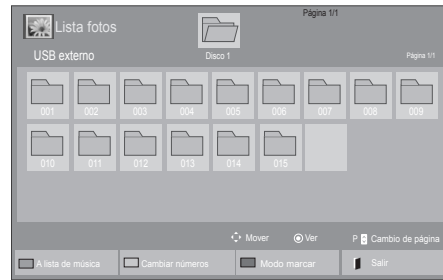 Página 1/1
Lista fotos
USB externo
Disco 1
Página 1/1
001 002 003 004 005 006 007 008 009
010 011 012 013 014 015
Mover Ver P Cambio de página
A lista de música Cambiar números Modo marcar Salir